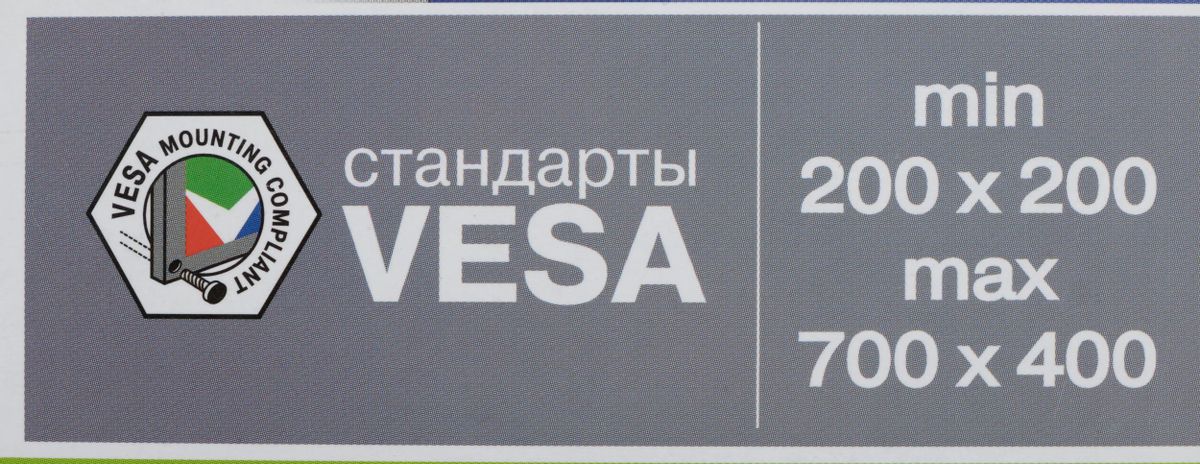 VESA MOUNTING COMPLIANT
стандарты
VESA
min
200 x 200
max
700 x 400